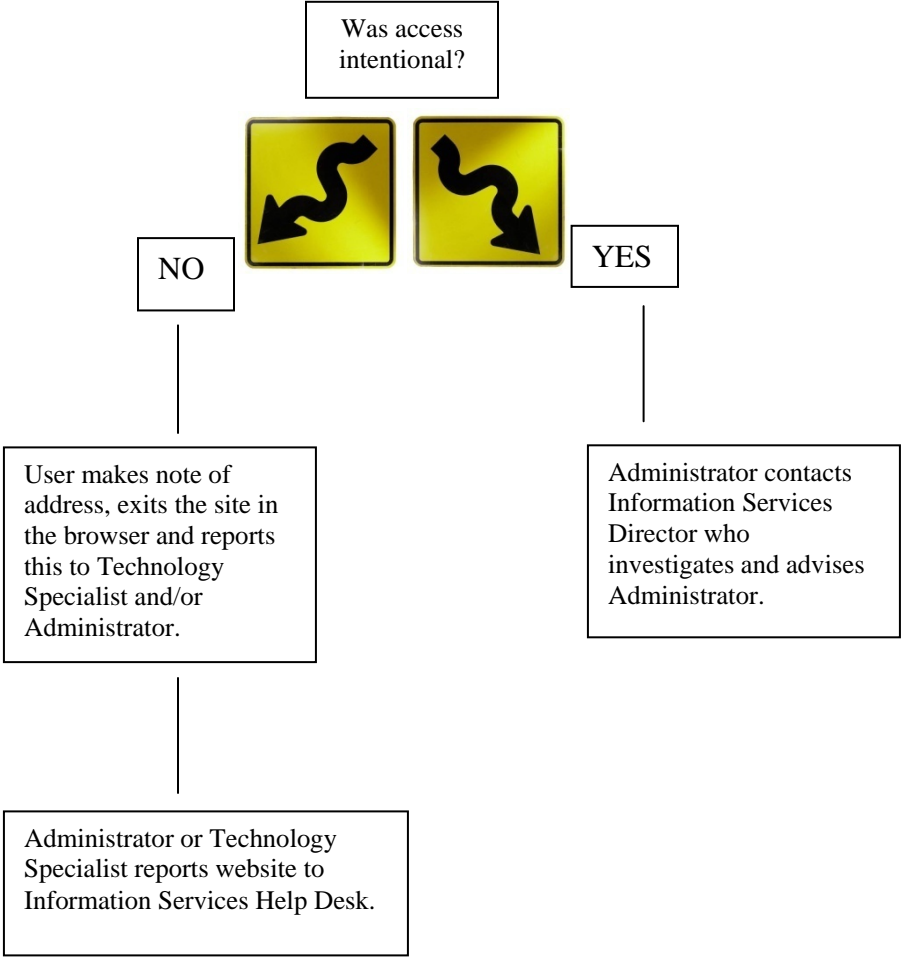 Was access
intentional?
NO
YES
User makes note of
address, exits the site in
the browser and reports
this to Technology
Specialist and/or
Administrator.
Administrator contacts
Information Services
Director who
investigates and advises
Administrator.
Administrator or Technology
Specialist reports website to
Information Services Help Desk.